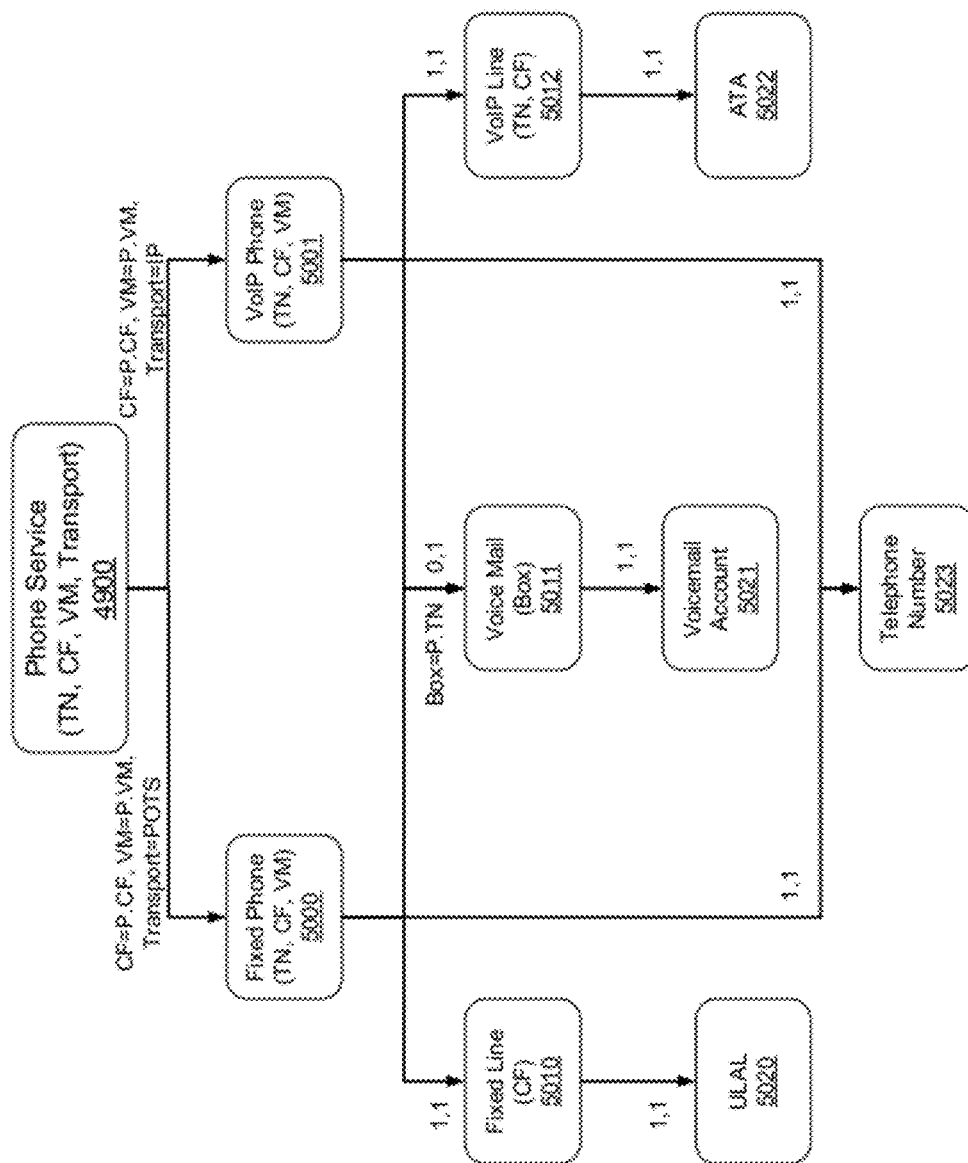 Phone Service
(TN, CF, VM, Transport)
4900
CF=P.CF, VM=P.VM,
Transport=POTS
CF=P.CF, VM=P.VM,
Transport=IP
Fixed Phone
(TN, CF, VM)
5000
VoIP Phone
(TN, CF, VM)
5001
1,1
Box=P.TN
0,1
1,1
Fixed Line
(CF)
5010
Voice Mail
(Box)
5011
VoIP Line
(TN, CF)
5012
1,1
1,1
1,1
ULAL
5020
Voicemail
Account
5021
ATA
5022
1,1
1,1
Telephone
Number
5023